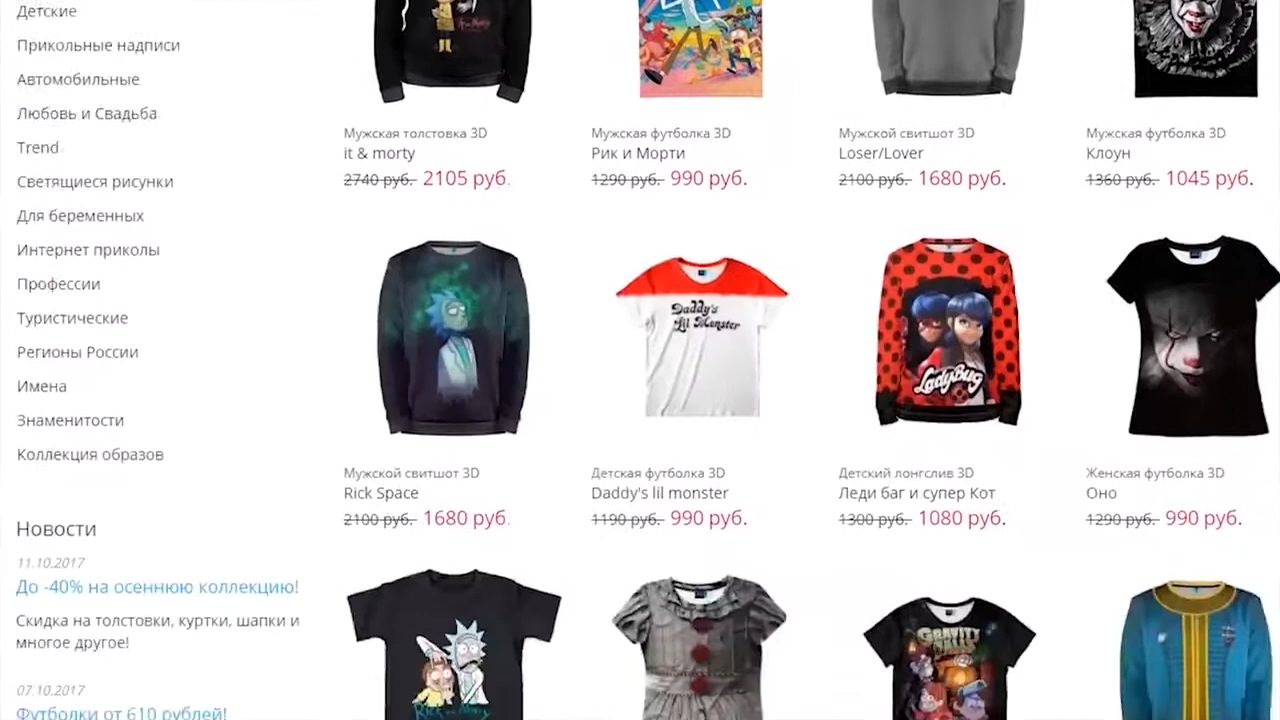 Детские
Прикольные надписи
Автомобильные
Любовь и Свадьба
Trend
Светящиеся рисунки
Для беременных
Интернет приколы
Профессии
Туристические
Регионы России
Имена
Знаменитости
Коллекция образов
Новости
11.10.2017
До -40% на осеннюю коллекцию!
Скидка на толстовки, куртки, шапки и
многое другое!
07.10.2017
Футболки от 610 рублей!
Мужская толстовка 3D
it & morty
2740 руб. 2105 руб.
Мужская футболка 3D
Рик и Морти
1290 руб. 990 руб.
Мужской свитшот 3D
Loser/Lover
2100 руб. 1680 руб.
Мужская футболка 3D
Клоун
1360 руб. 1045 руб.
Daddy's
Lil Monster
LadyBug
Мужской свитшот 3D
Rick Space
2100 руб. 1680 руб.
Детская футболка 3D
Daddy's lil monster
1190 руб. 990 руб.
Детский лонгслив 3D
Леди баг и супер Кот
1300 руб. 1080 руб.
Женская футболка 3D
Оно
1290 руб. 990 руб.
Rick and Morty
GRAVITY
FALLS